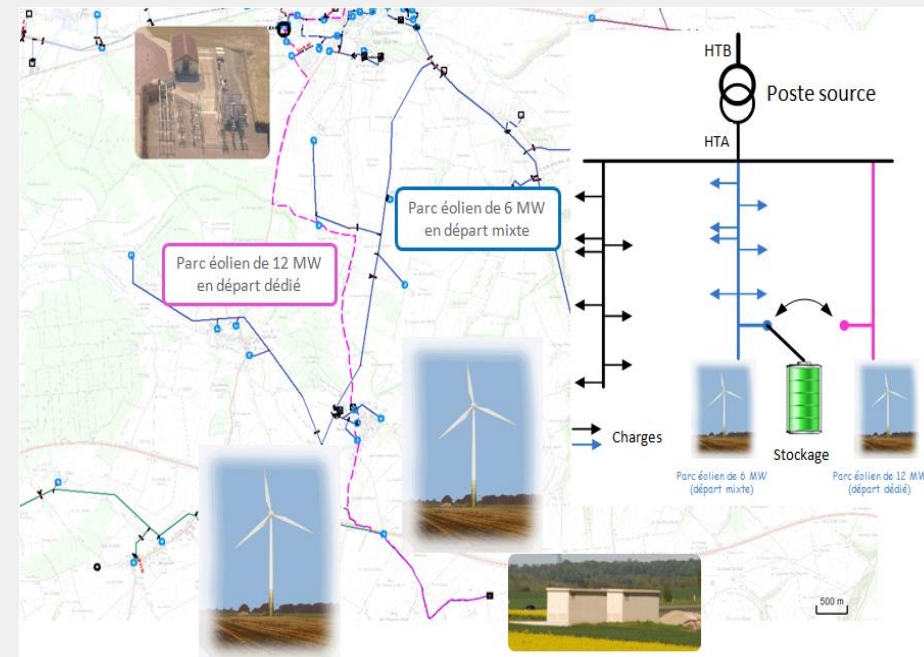 HTB
Poste source
HTA
Parc éolien de 6 MW
en départ mixte
Parc éolien de 12 MW
en départ dédié
Charges
Stockage
Parc éolien de 6 MW
(départ mixte)
Parc éolien de 12 MW
(départ dédié)
500 m